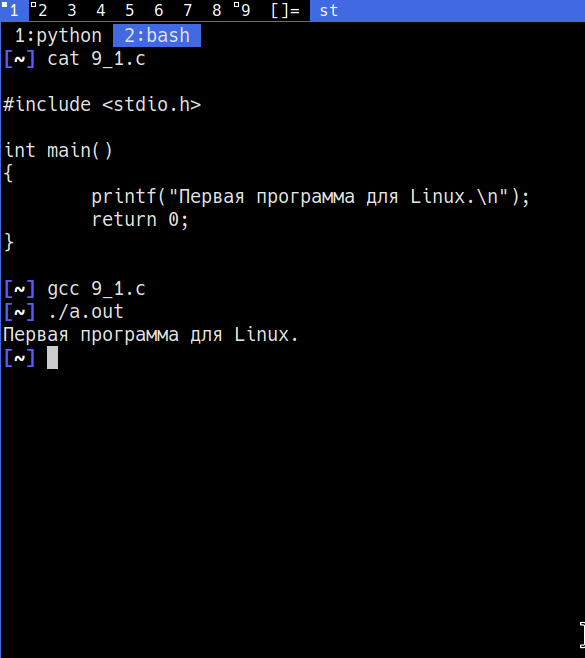 1 2 3 4 5 6 7 8 9 []= st
1:python 2:bash
[~] cat 9_1.c
#include <stdio.h>
int main()
{
printf("Первая программа для Linux.\n");
return 0;
}
[~] gcc 9_1.c
[~] ./a.out
Первая программа для Linux.
[~]